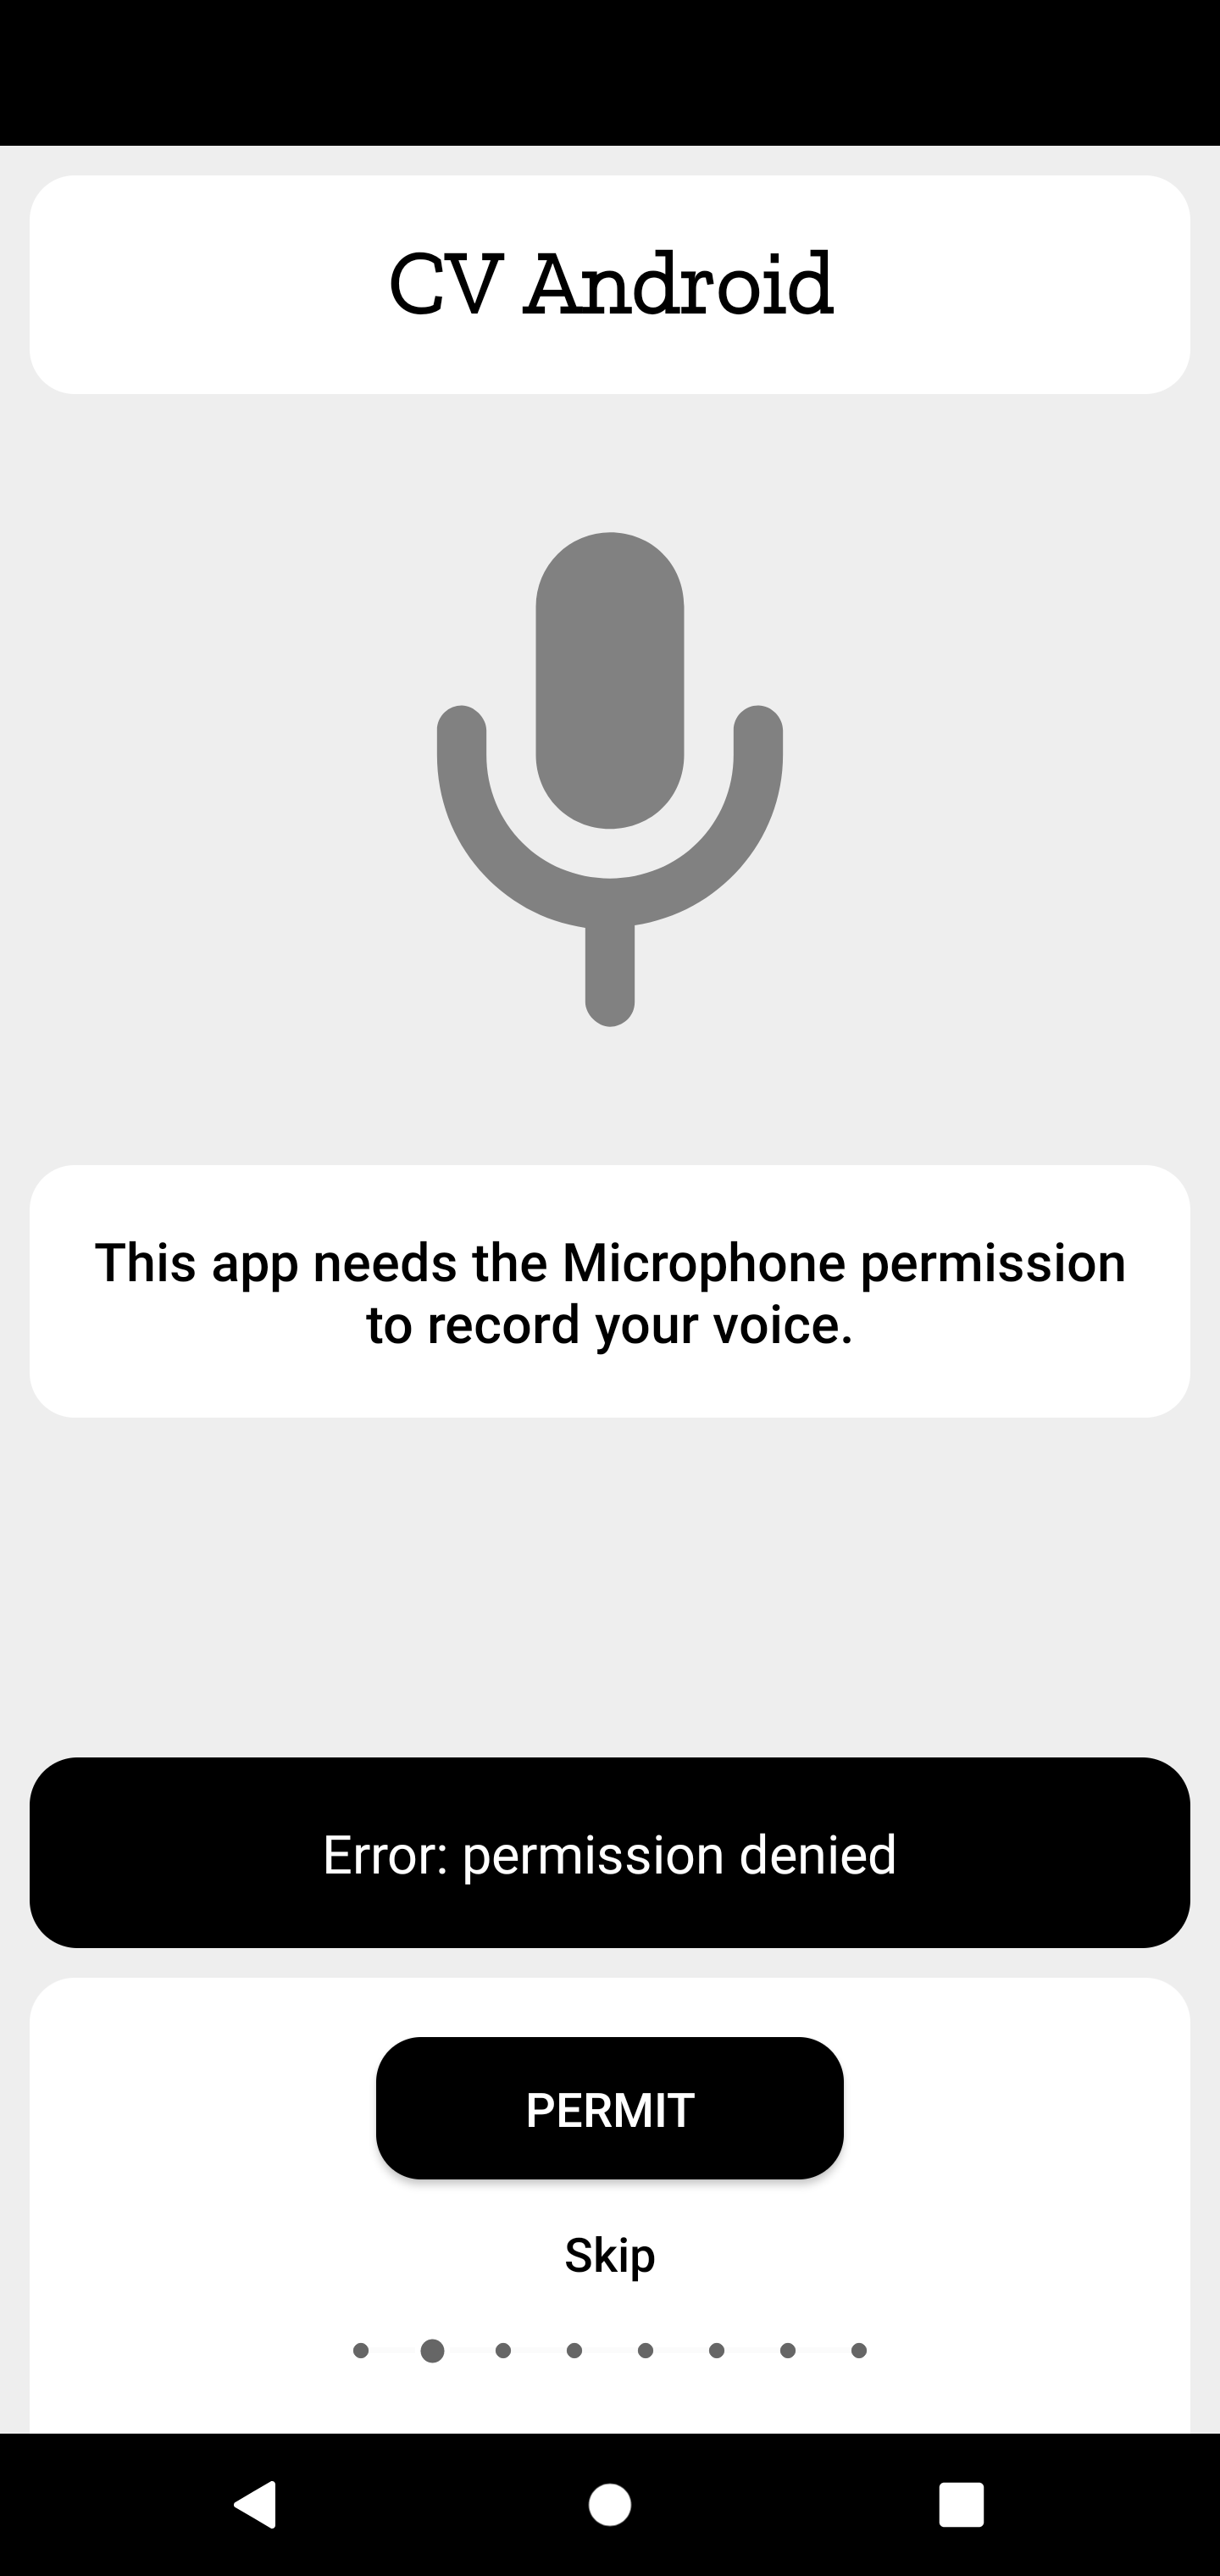 CV Android
This app needs the Microphone permission
to record your voice.
Error: permission denied
PERMIT
Skip